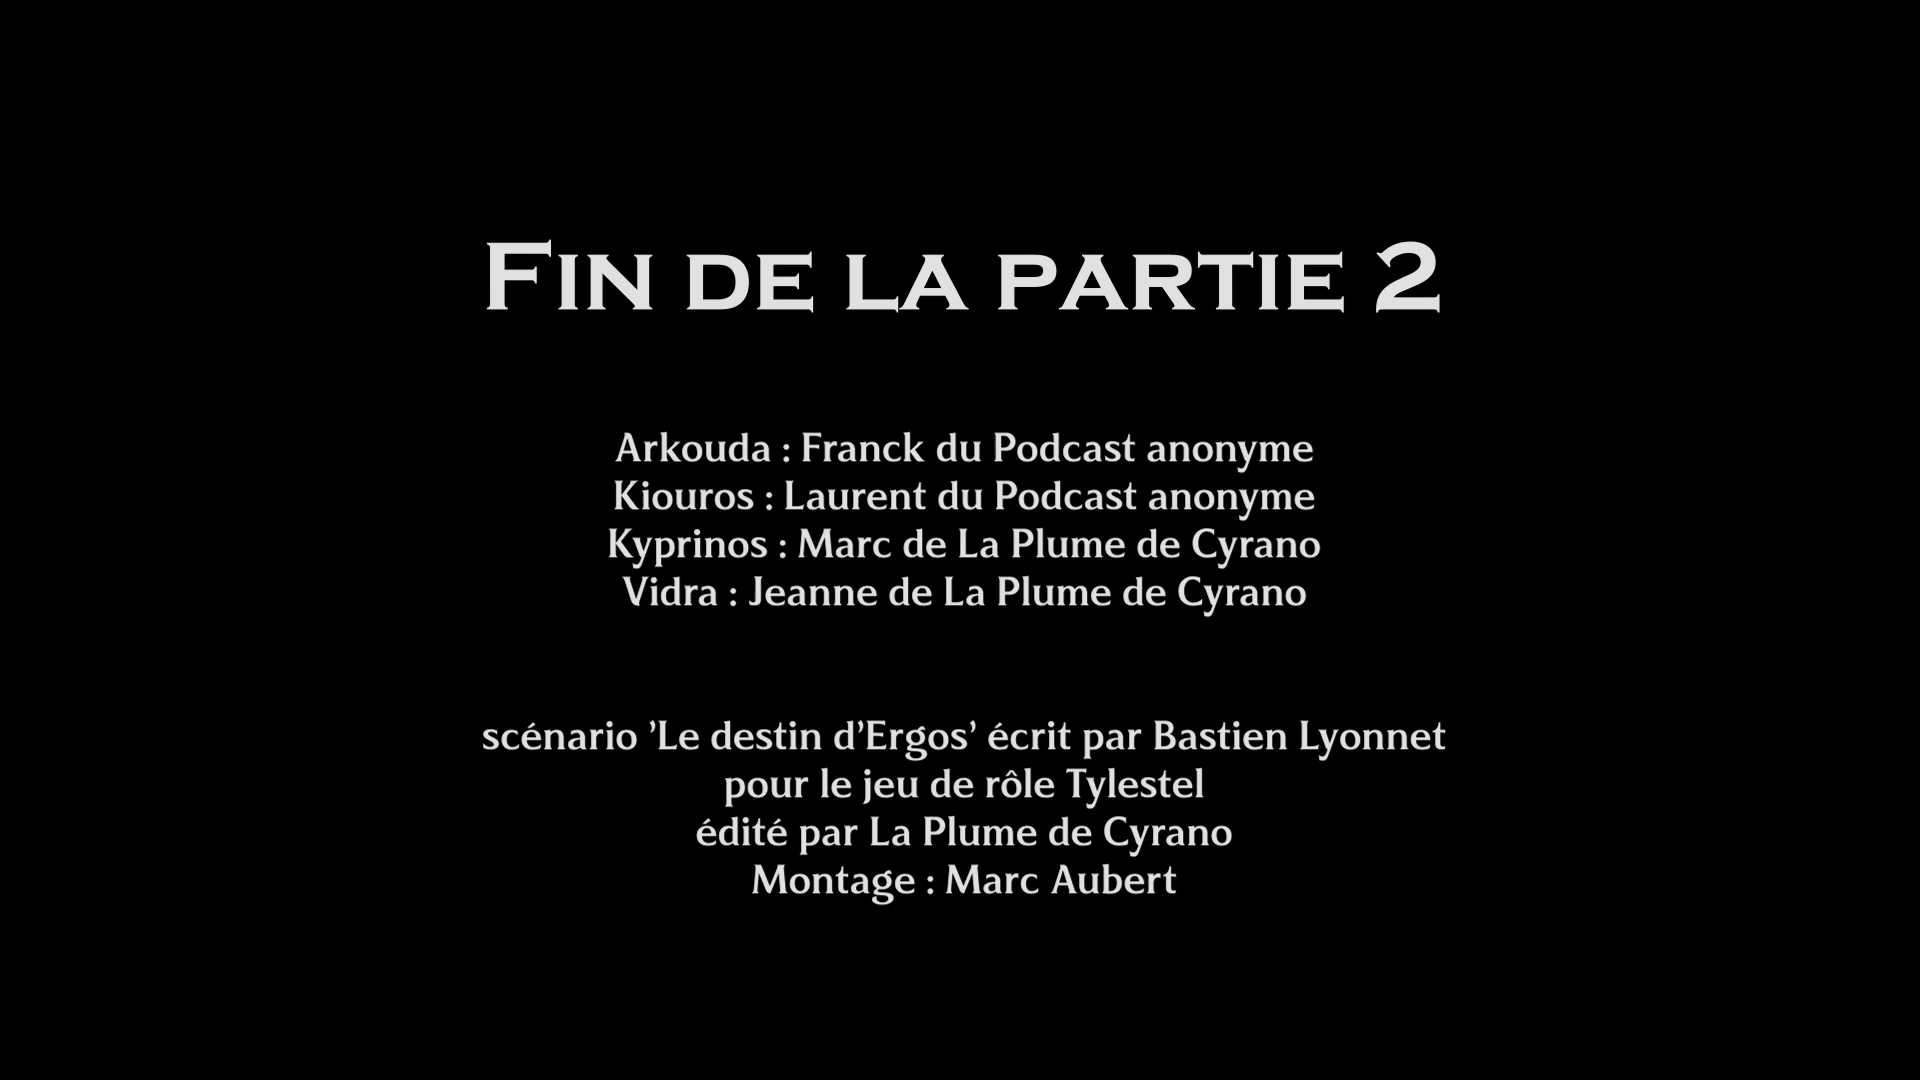 Fin de la partie 2
Arkouda : Franck du Podcast anonyme
Kiouros : Laurent du Podcast anonyme
Kyprinos : Marc de La Plume de Cyrano
Vidra : Jeanne de La Plume de Cyrano
scénario ’Le destin d’Ergos’ écrit par Bastien Lyonnet
pour le jeu de rôle Tylestel
édité par La Plume de Cyrano
Montage : Marc Aubert